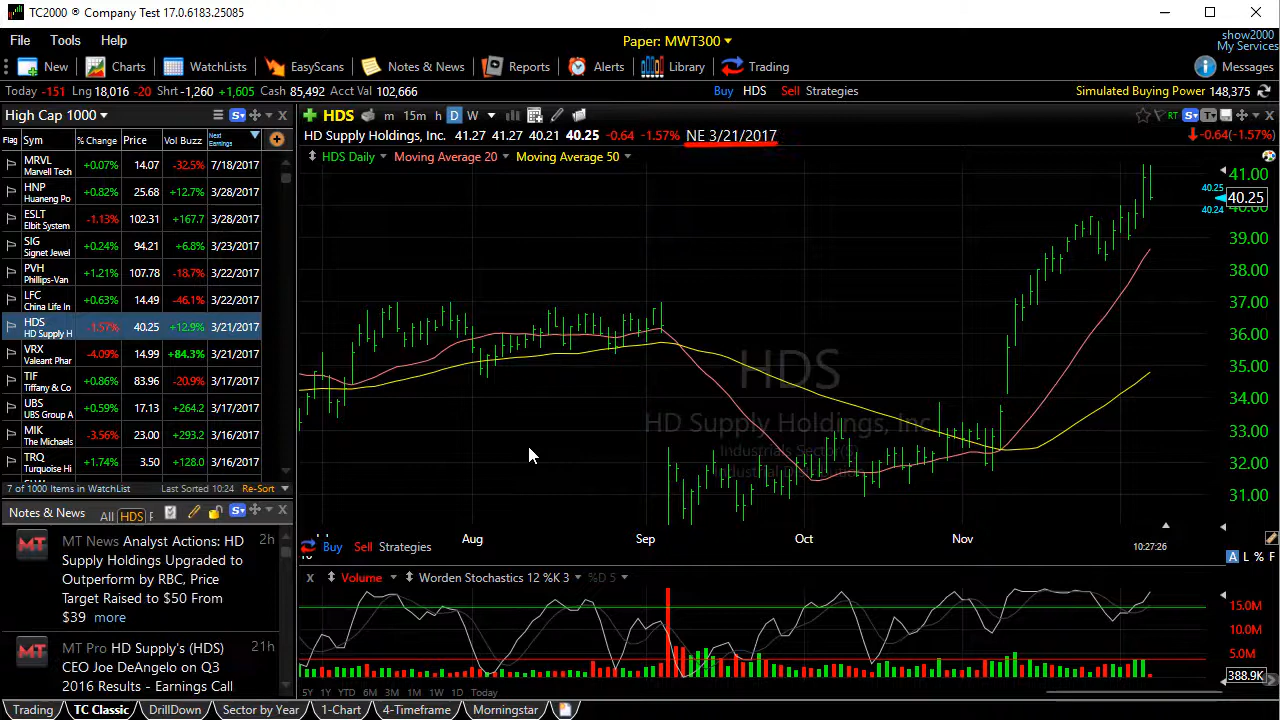 TC2000 ® Company Test 17.0.6183.25085
File Tools Help
Paper: MWT300
show2000
My Services
New Charts WatchLists EasyScans Notes & News Reports Alerts Library Trading Messages
Today -151 Lng 18,016 -20 Shrt -1,260 +1,605 Cash 85,492 Acct Val 102,666 Buy HDS Sell Strategies Simulated Buying Power 148,375
High Cap 1000
Flag Sym % Change Price Vol Buzz Next Earnings
MRVL +0.07% 14.07 -32.5% 7/18/2017
Marvell Tech
HNP +0.82% 25.68 +12.7% 3/28/2017
Huaneng Po
ESLT -1.13% 102.31 +167.7 3/28/2017
Elbit System
SIG +0.24% 94.21 +6.8% 3/23/2017
Signet Jewel
PVH +1.21% 107.78 -18.7% 3/22/2017
Phillips-Van
LFC +0.63% 14.49 -46.1% 3/22/2017
China Life In
HDS -1.57% 40.25 +12.9% 3/21/2017
HD Supply H
VRX -4.09% 14.99 +84.3% 3/21/2017
Valeant Phar
TIF +0.86% 83.96 -20.9% 3/17/2017
Tiffany & Co
UBS +0.59% 17.13 +264.2 3/17/2017
UBS Group A
MIK -3.56% 23.00 +293.2 3/16/2017
The Michaels
TRQ +1.74% 3.50 +128.0 3/16/2017
Turquoise Hi
7 of 1000 Items in WatchList Last Sorted 10:24 Re-Sort
Notes & News All HDS
MT News Analyst Actions: HD 2h
Supply Holdings Upgraded to
Outperform by RBC, Price
Target Raised to $50 From
$39 more
MT Pro HD Supply's (HDS) 21h
CEO Joe DeAngelo on Q3
2016 Results - Earnings Call
HDS m 15m h D W RT
HD Supply Holdings, Inc. 41.27 41.27 40.21 40.25 -0.64 -1.57% NE 3/21/2017 -0.64(-1.57%)
HDS Daily Moving Average 20 Moving Average 50
41.00
40.25
40.24
40.25
39.00
38.00
37.00
36.00
35.00
34.00
33.00
32.00
31.00
HDS
HD Supply Holdings, Inc.
Industrials Sector
Aug Sep Oct Nov
Buy Sell Strategies
10:27:26
A L % F
X Volume Worden Stochastics 12 %K 3 %D 5
15.0M
10.0M
5.0M
388.9K
5Y 1Y YTD 6M 3M 1M 1W 1D Today
Trading TC Classic DrillDown Sector by Year 1-Chart 4-Timeframe Morningstar